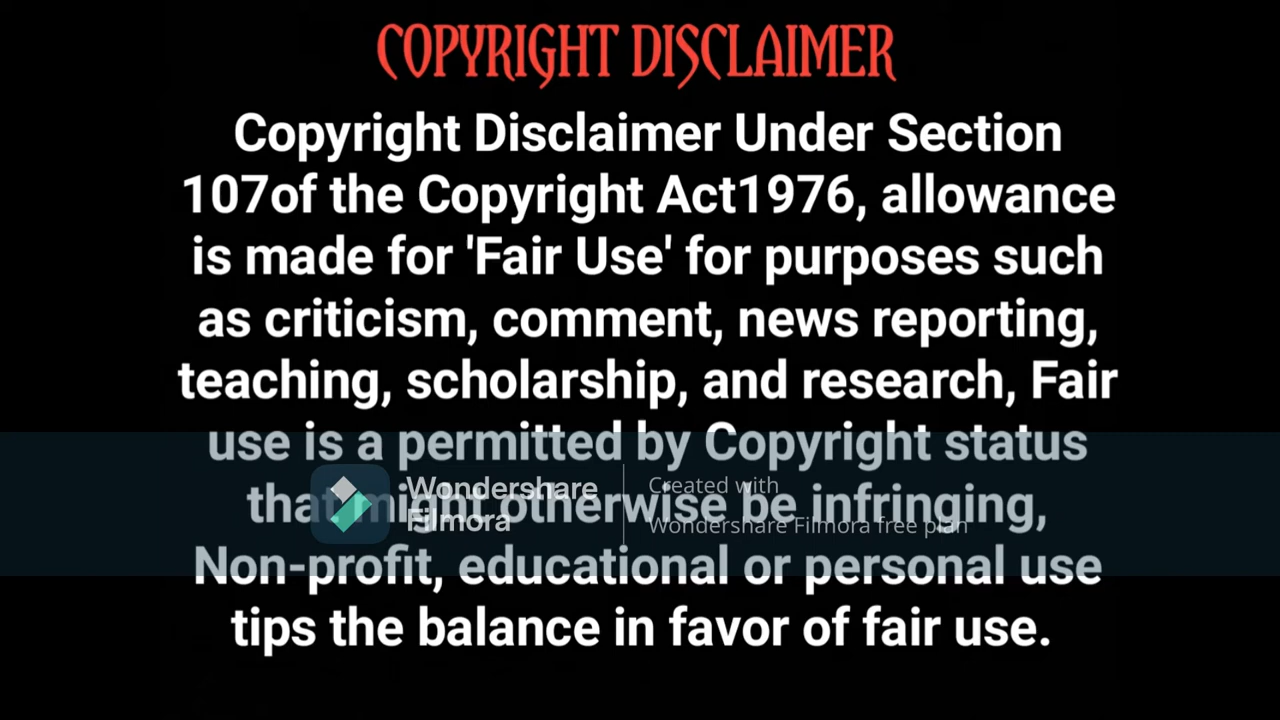 COPYRIGHT DISCLAIMER
Copyright Disclaimer Under Section
107of the Copyright Act1976, allowance
is made for 'Fair Use' for purposes such
as criticism, comment, news reporting,
teaching, scholarship, and research, Fair
use is a permitted by Copyright status
that might otherwise be infringing,
Non-profit, educational or personal use
tips the balance in favor of fair use.
Wondershare
Filmora
Created with
Wondershare Filmora free plan